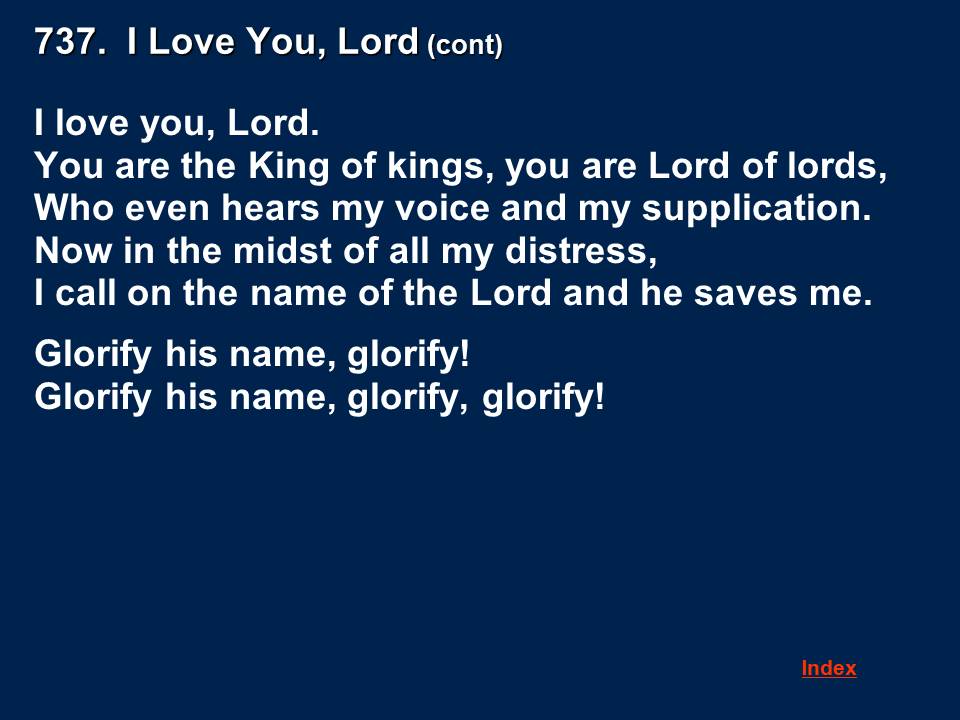 737.  I Love You, Lord (cont)
I love you, Lord.
You are the King of kings, you are Lord of lords,
Who even hears my voice and my supplication.
Now in the midst of all my distress,
I call on the name of the Lord and he saves me.
Glorify his name, glorify!
Glorify his name, glorify, glorify!
Index